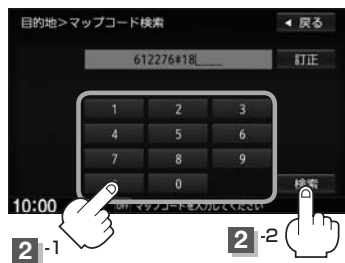 目的地>マップコード検索 ◀ 戻る
612276*18____ 訂正
1 2 3
4 5 6
7 8 9
0 検索
10:00 マップコードを入力してください
2-1 2-2